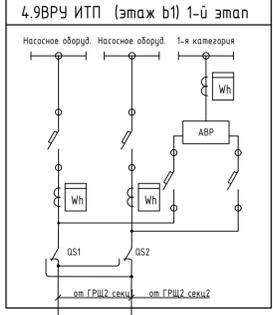 4.9ВРУ ИТП (этаж b1) 1-й этап
Насосное оборуд. Насосное оборуд. 1-я категория
Wh
АВР
Wh
Wh
QS1
QS2
от ГРЩ2 секц1
от ГРЩ2 секц2